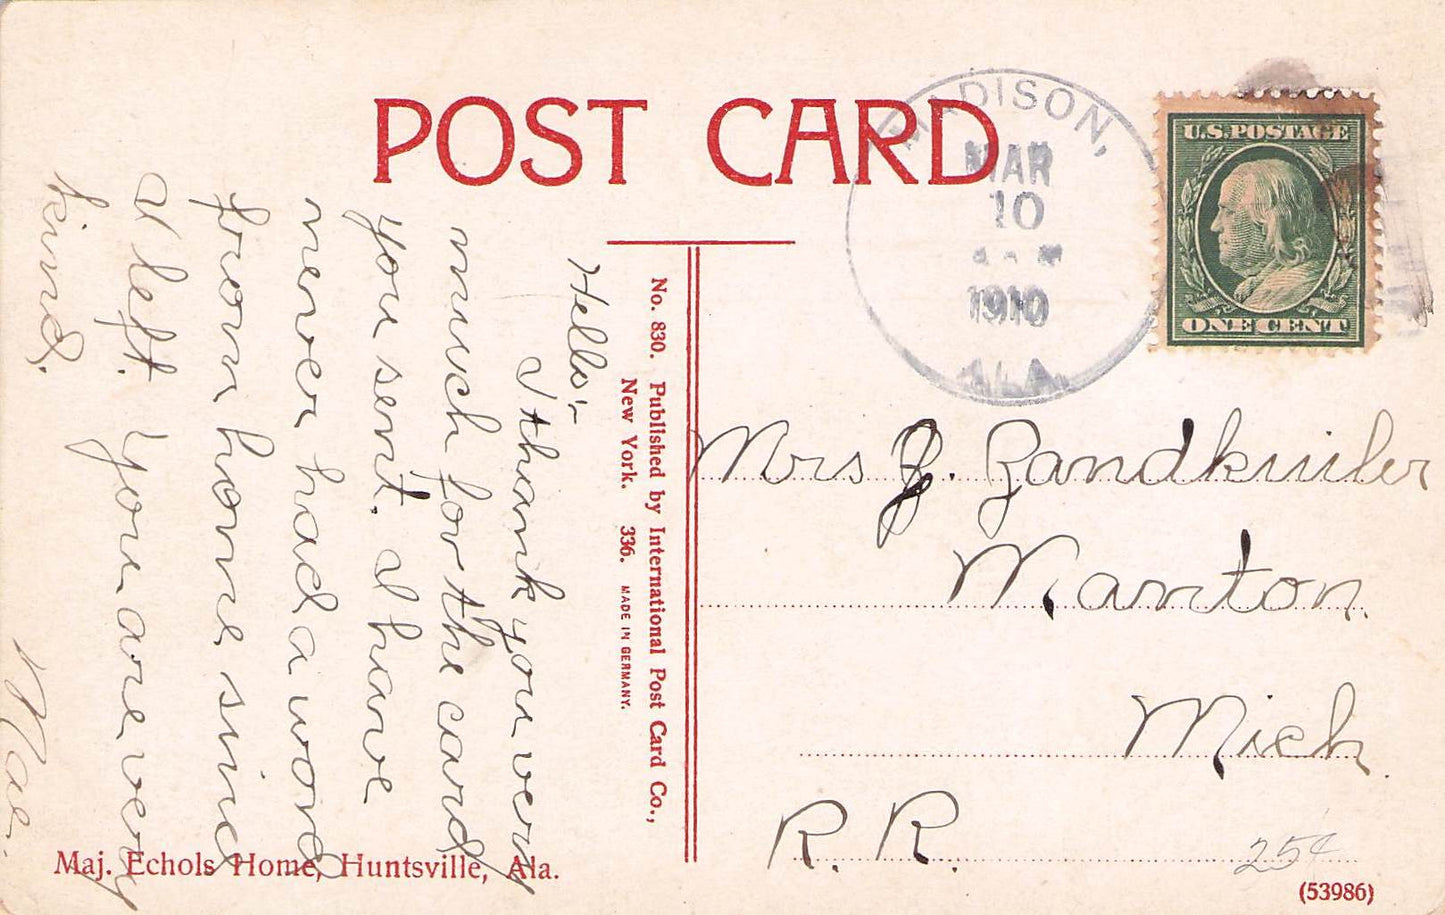 POST CARD
MADISON,
MAR
10
1910
ALA.
U.S. POSTAGE
ONE CENT
No. 830. Published by International Post Card Co.,
New York. 336. MADE IN GERMANY.
Hello:-
I thank you very
much for the card
you sent. I have
never had a word
from home since
I left. You are very
kind.
Mae.
Mrs J. Zandkuiler
Manton.
Mich.
R. R.
25¢
Maj. Echols Home, Huntsville, Ala.
(53986)